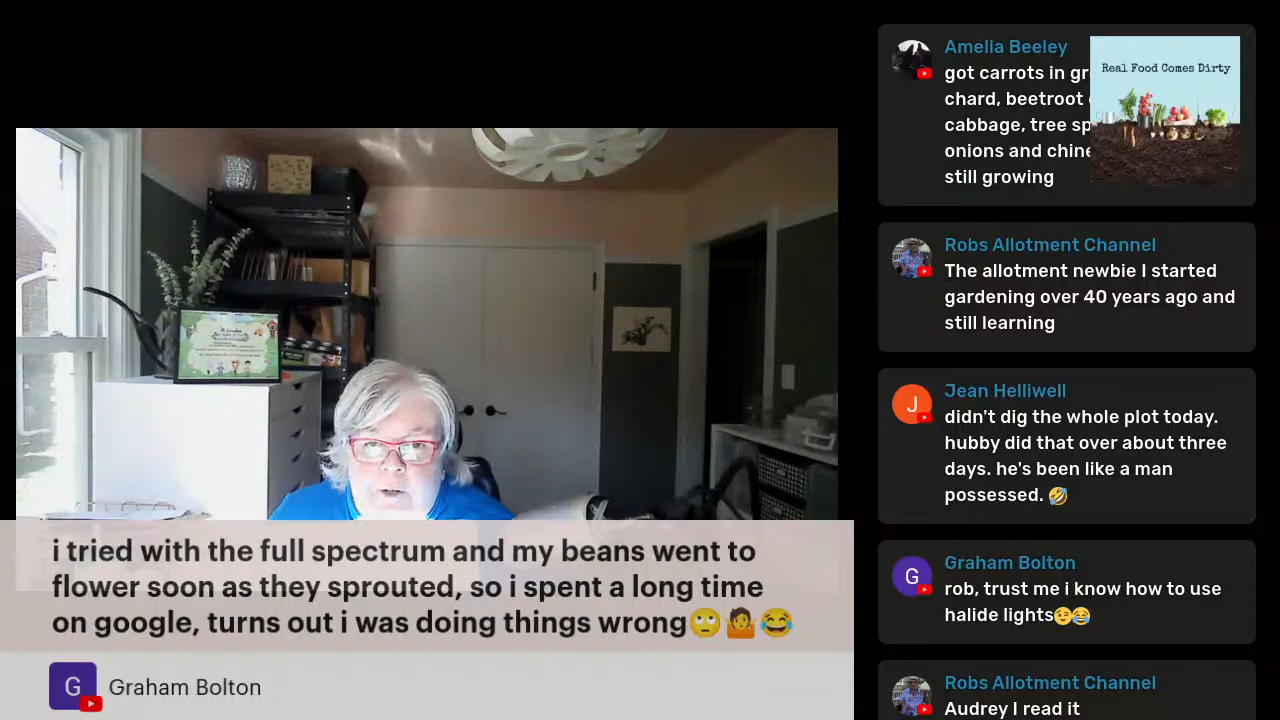 i tried with the full spectrum and my beans went to
flower soon as they sprouted, so i spent a long time
on google, turns out i was doing things wrong🙄🤷😂
G
Graham Bolton
Amelia Beeley
got carrots in gr
chard, beetroot
cabbage, tree sp
onions and chine
still growing
Real Food Comes Dirty
Robs Allotment Channel
The allotment newbie I started
gardening over 40 years ago and
still learning
J
Jean Helliwell
didn't dig the whole plot today.
hubby did that over about three
days. he's been like a man
possessed. 🤣
G
Graham Bolton
rob, trust me i know how to use
halide lights😉😂
Robs Allotment Channel
Audrey I read it